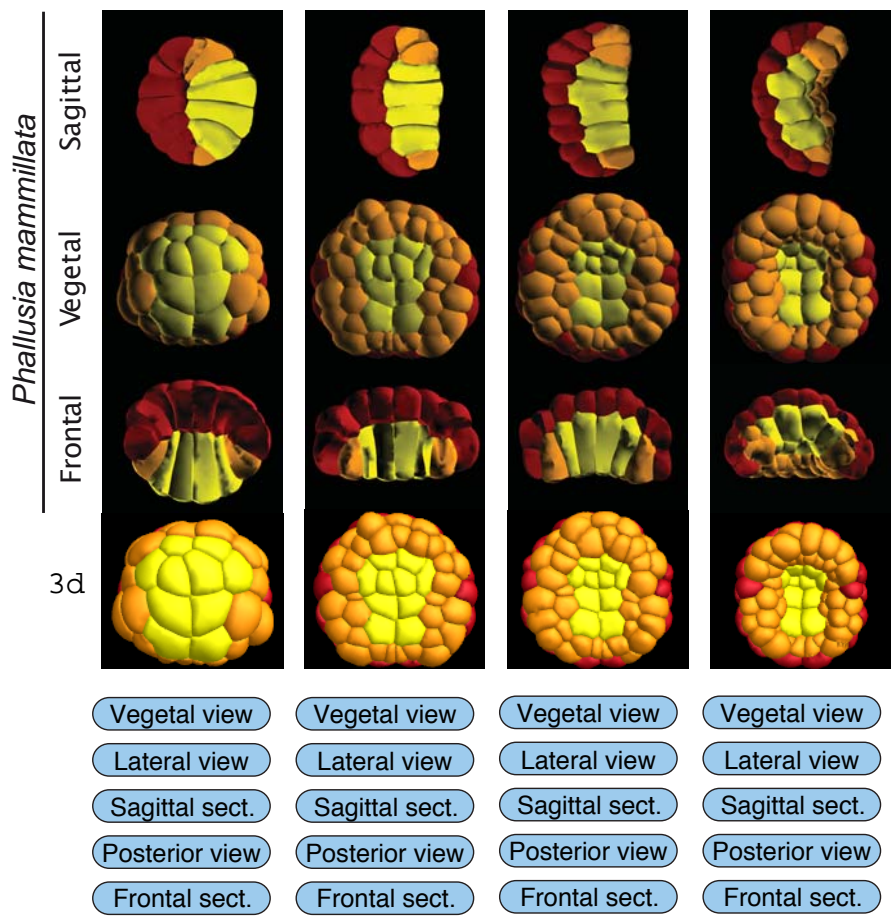 Phallusia mammillata
Sagittal
Vegetal
Frontal
3d
Vegetal view Vegetal view Vegetal view Vegetal view
Lateral view Lateral view Lateral view Lateral view
Sagittal sect. Sagittal sect. Sagittal sect. Sagittal sect.
Posterior view Posterior view Posterior view Posterior view
Frontal sect. Frontal sect. Frontal sect. Frontal sect.